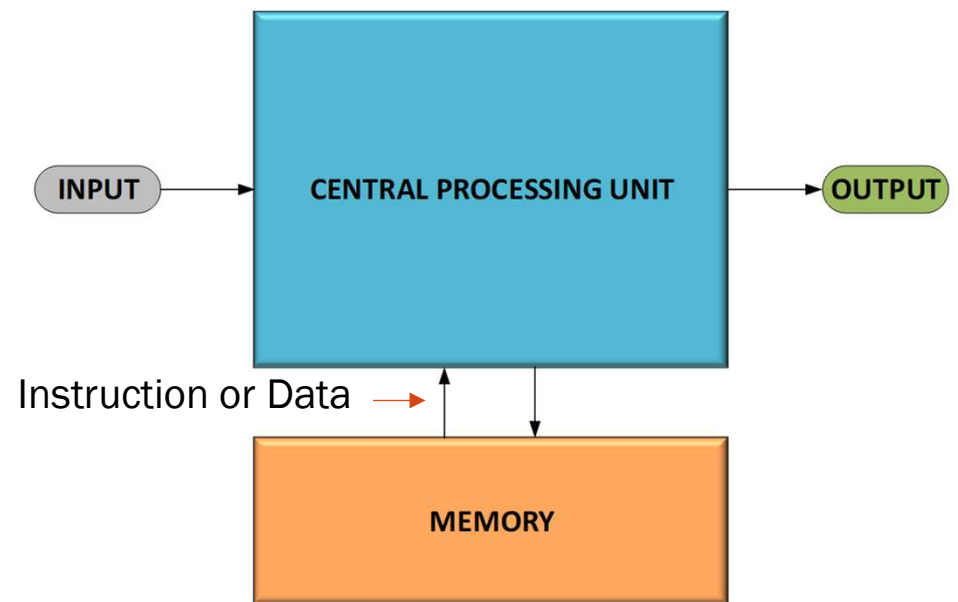 INPUT
CENTRAL PROCESSING UNIT
OUTPUT
Instruction or Data
MEMORY